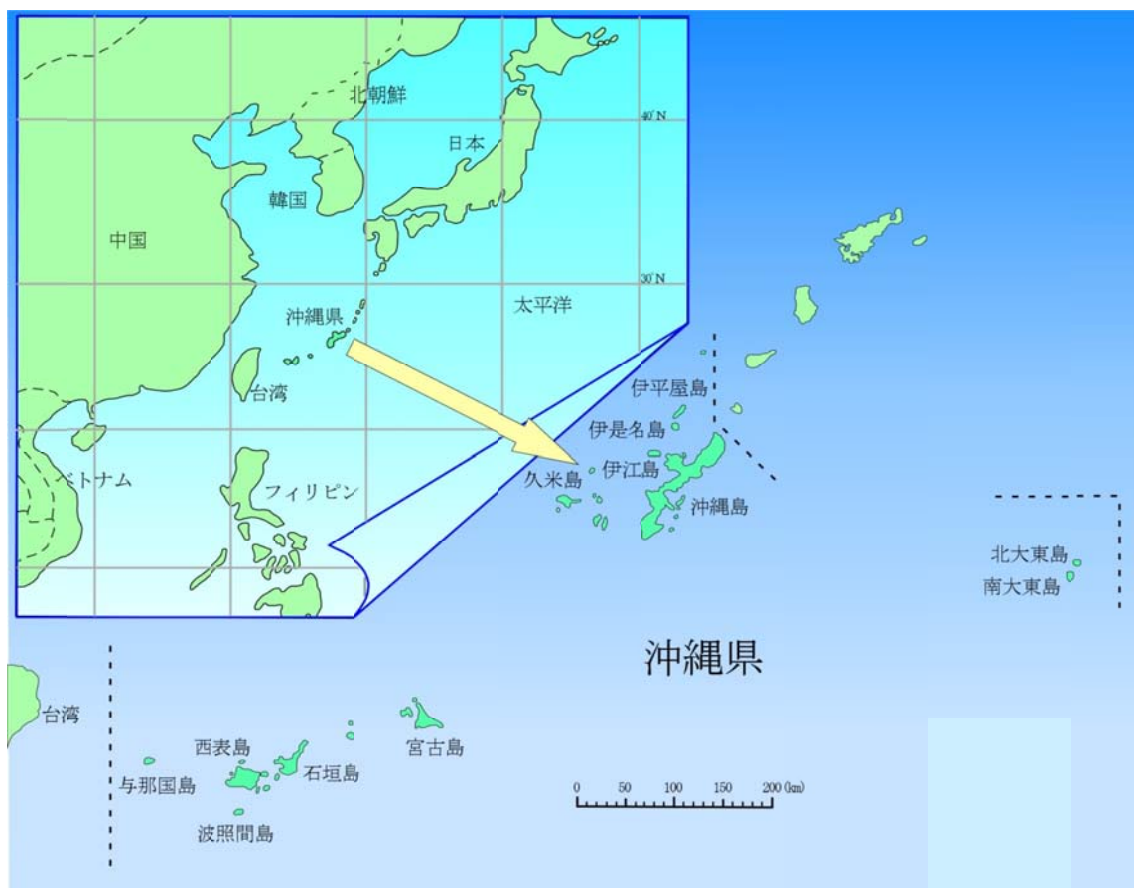 北朝鮮
40°N
日本
韓国
中国
30°N
太平洋
沖縄県
台湾
ベトナム
フィリピン
伊平屋島
伊是名島
伊江島
久米島
沖縄島
北大東島
南大東島
沖縄県
台湾
宮古島
西表島
石垣島
与那国島
波照間島
0 50 100 150 200 (km)